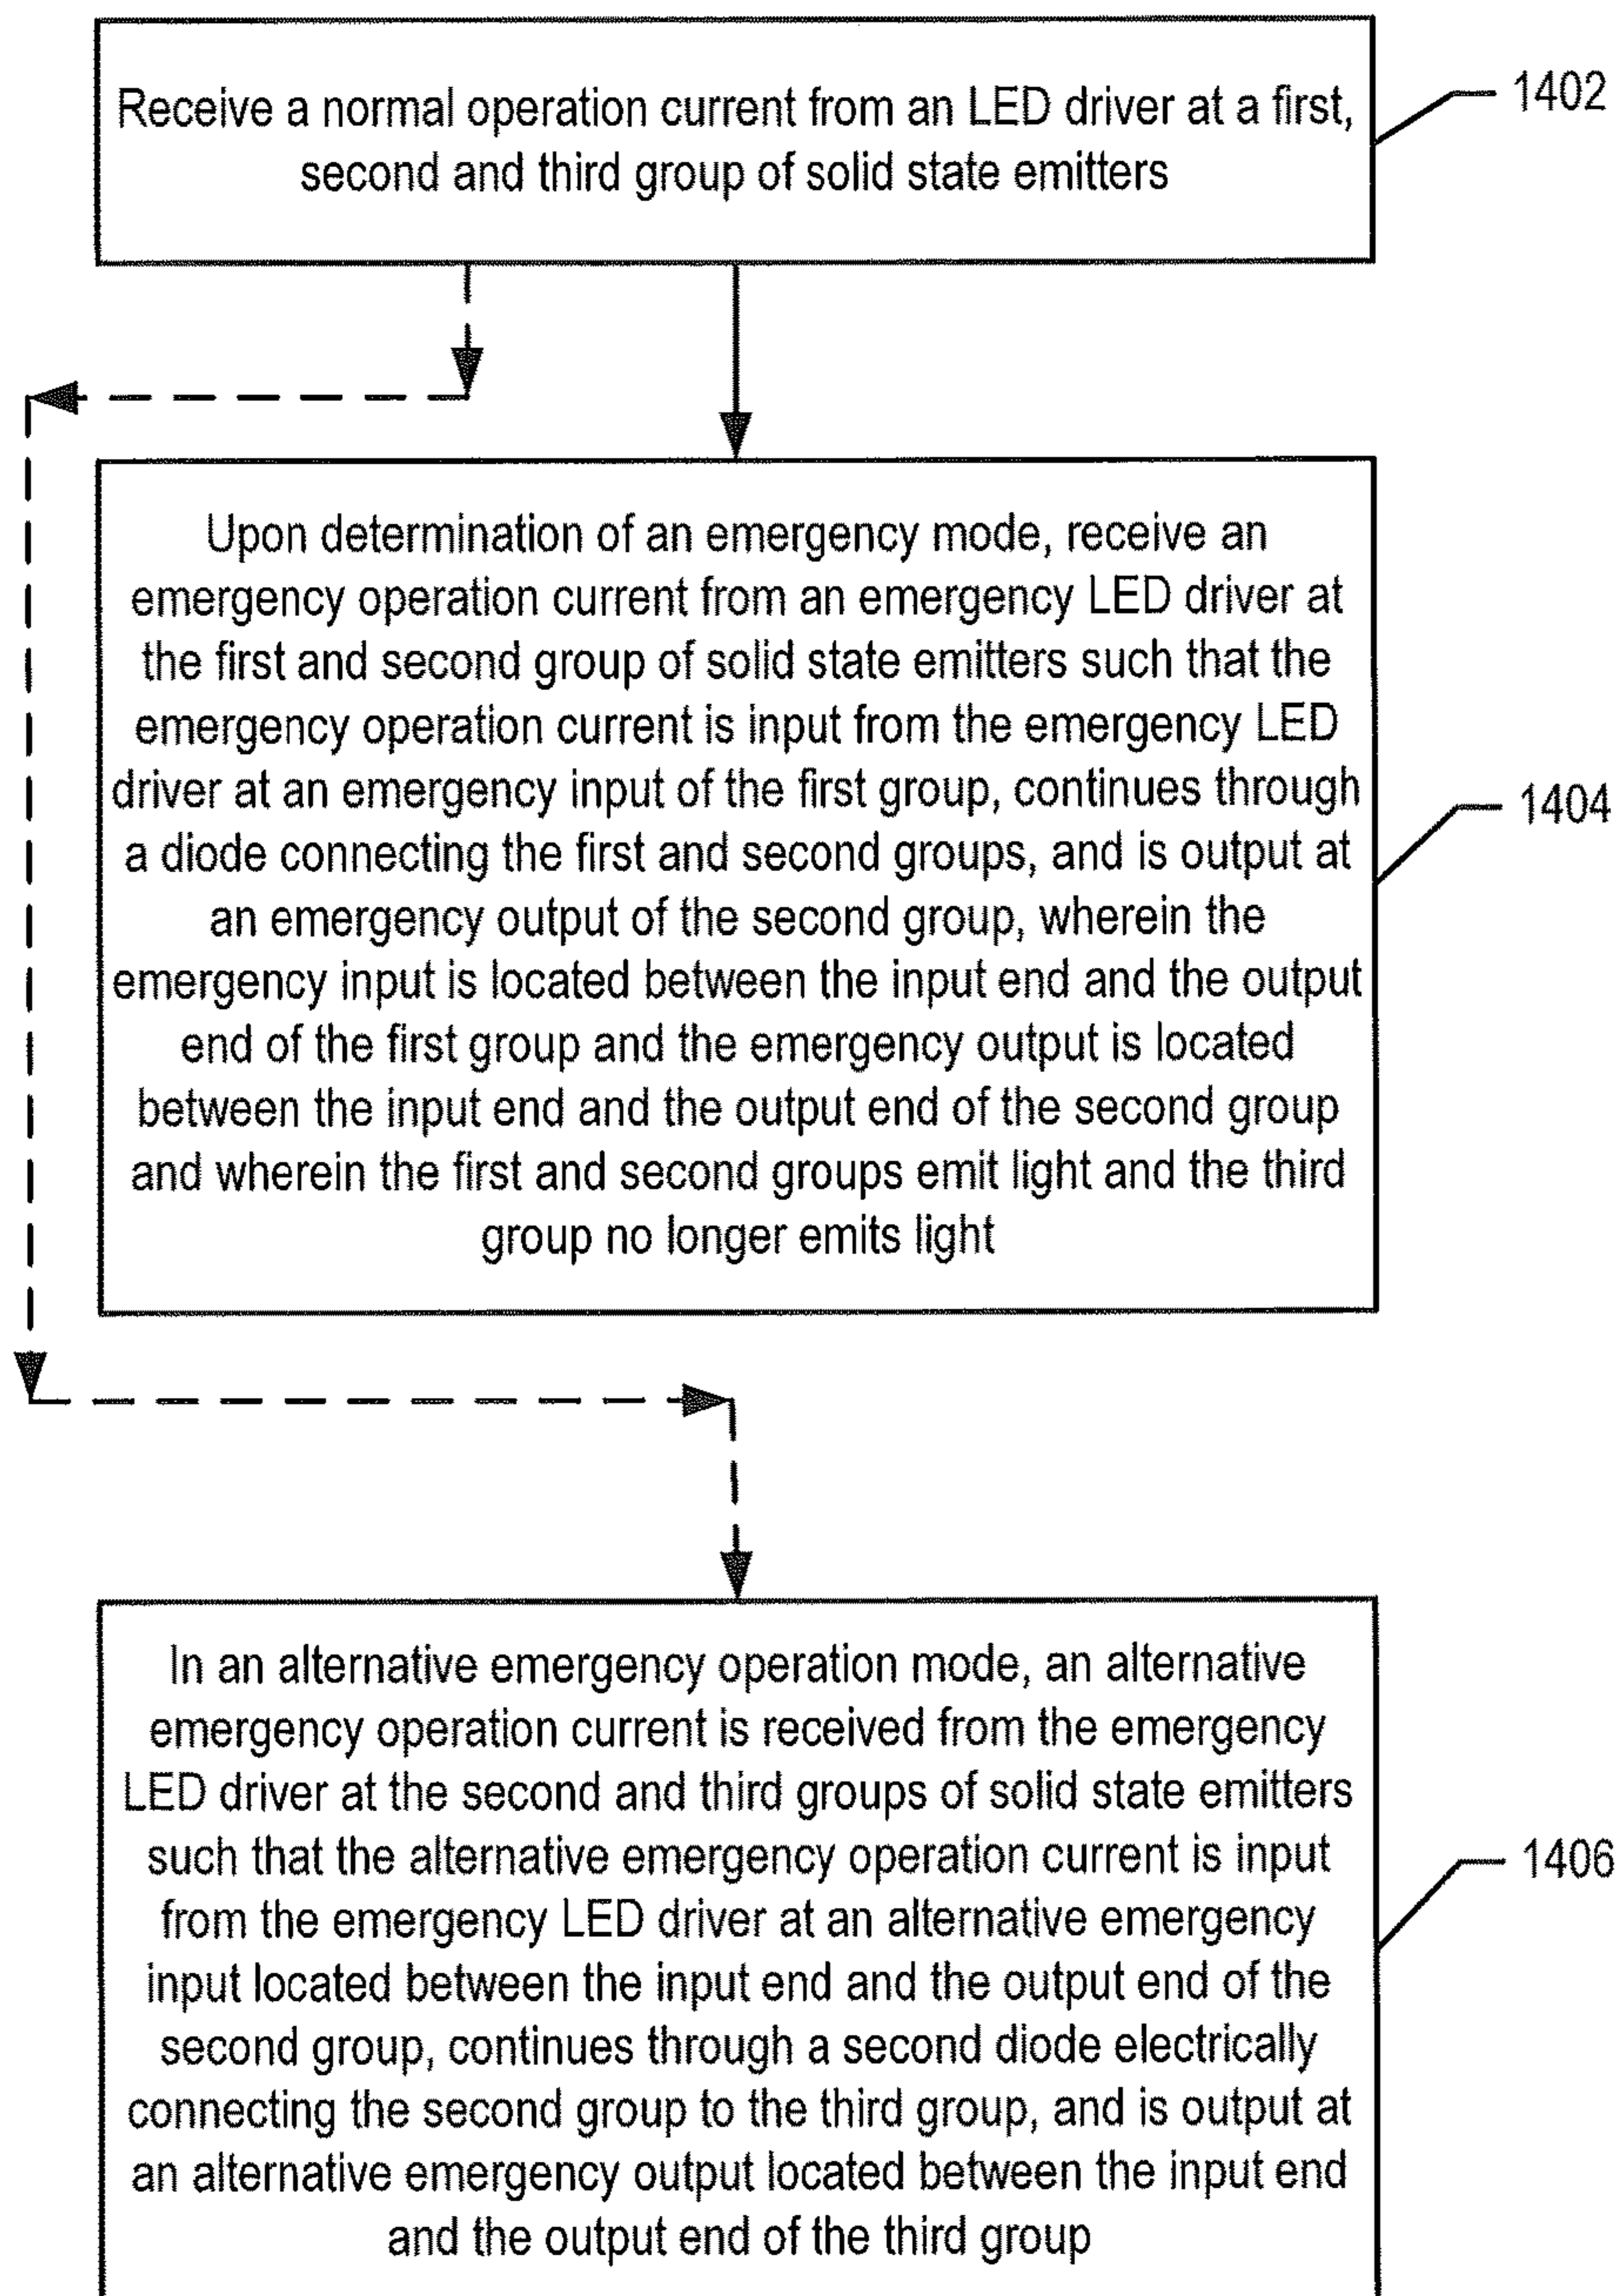 Receive a normal operation current from an LED driver at a first,
second and third group of solid state emitters
1402
Upon determination of an emergency mode, receive an
emergency operation current from an emergency LED driver at
the first and second group of solid state emitters such that the
emergency operation current is input from the emergency LED
driver at an emergency input of the first group, continues through
a diode connecting the first and second groups, and is output at
an emergency output of the second group, wherein the
emergency input is located between the input end and the output
end of the first group and the emergency output is located
between the input end and the output end of the second group
and wherein the first and second groups emit light and the third
group no longer emits light
1404
In an alternative emergency operation mode, an alternative
emergency operation current is received from the emergency
LED driver at the second and third groups of solid state emitters
such that the alternative emergency operation current is input
from the emergency LED driver at an alternative emergency
input located between the input end and the output end of the
second group, continues through a second diode electrically
connecting the second group to the third group, and is output at
an alternative emergency output located between the input end
and the output end of the third group
1406